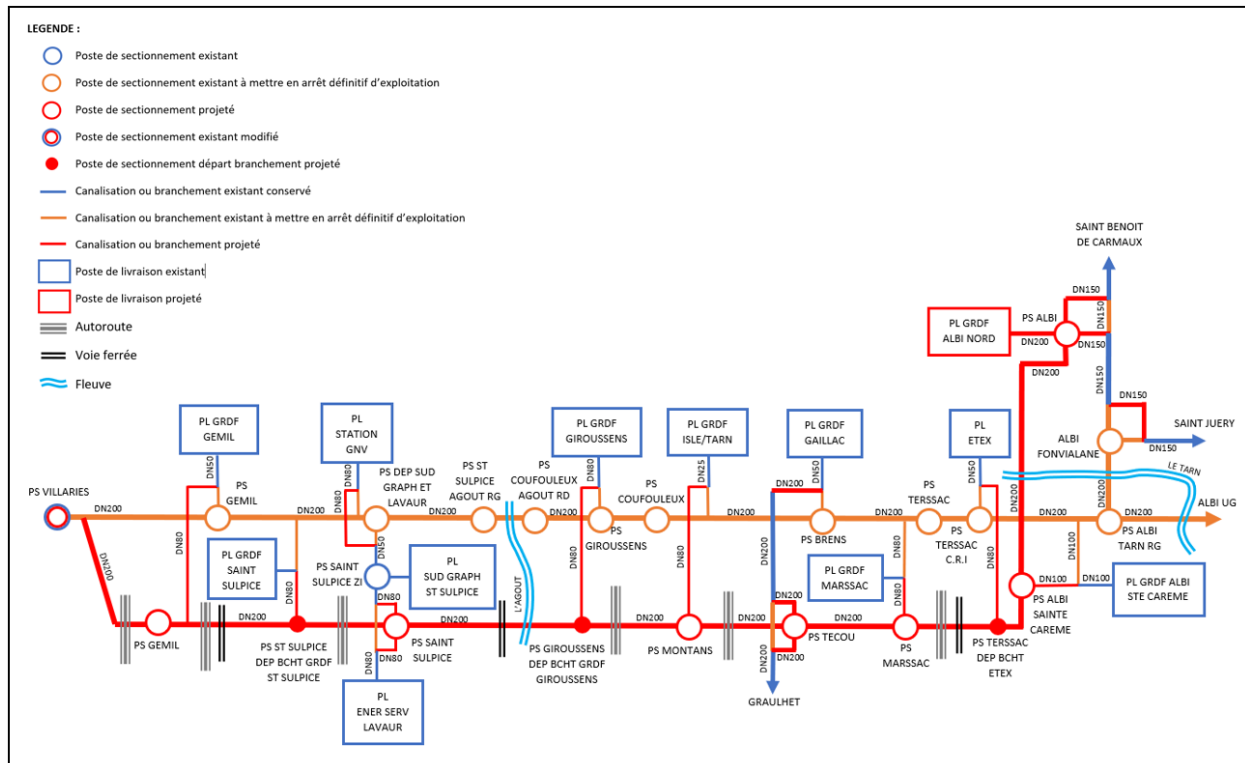 LEGENDE :
Poste de sectionnement existant
Poste de sectionnement existant à mettre en arrêt définitif d'exploitation
Poste de sectionnement projeté
Poste de sectionnement existant modifié
Poste de sectionnement départ branchement projeté
Canalisation ou branchement existant conservé
Canalisation ou branchement existant à mettre en arrêt définitif d'exploitation
Canalisation ou branchement projeté
Poste de livraison existant
Poste de livraison projeté
Autoroute
Voie ferrée
Fleuve
SAINT BENOIT
DE CARMAUX
DN150
DN150
PL GRDF
ALBI NORD
PS ALBI
DN200
DN150
DN200
DN150
DN150
SAINT JUERY
DN150
ALBI
FONVIALANE
LE TARN
DN200
DN200
PL GRDF
GEMIL
DN50
PL
STATION
GNV
DN80
PL GRDF
GIROUSSENS
DN80
PL GRDF
ISLE/TARN
DN25
PL GRDF
GAILLAC
DN50
PL
ETEX
DN50
PS VILLARIES
PS
GEMIL
DN80
PS DEP SUD
GRAPH ET
LAVAUR
PS ST
SULPICE
AGOUT RG
PS
COUFOULEUX
AGOUT RD
PS
COUFOULEUX
PS
TERSSAC
ALBI UG
DN200
DN200
DN200
DN200
DN200
DN200
DN200
DN200
PS
GIROUSSENS
PS BRENS
PS
TERSSAC
C.R.I
PS ALBI
TARN RG
DN200
DN80
PL GRDF
SAINT
SULPICE
DN80
DN50
PS SAINT
SULPICE ZI
PL
SUD GRAPH
ST SULPICE
L'AGOUT
DN80
DN80
DN200
PL GRDF
MARSSAC
DN80
DN80
DN80
DN100
DN100
DN100
PL GRDF ALBI
STE CAREME
PS ALBI
SAINTE
CAREME
DN80
DN80
DN80
DN200
DN200
DN200
PS GEMIL
DN200
DN200
DN200
DN200
DN200
DN200
DN200
DN200
PS ST SULPICE
DEP BCHT GRDF
ST SULPICE
PS SAINT
SULPICE
PS GIROUSSENS
DEP BCHT GRDF
GIROUSSENS
PS MONTANS
PS TECOU
PS
MARSSAC
PS TERSSAC
DEP BCHT
ETEX
PL
ENER SERV
LAVAUR
GRAULHET